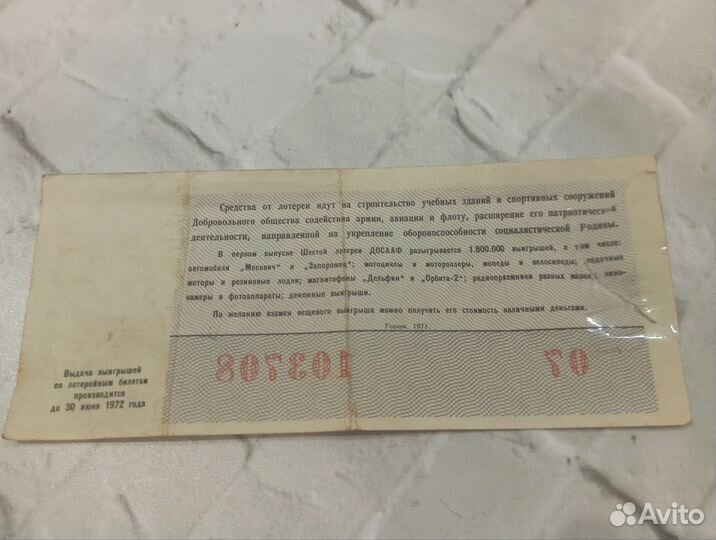 Средства от лотереи идут на строительство учебных зданий и спортивных сооружений
Добровольного общества содействия армии, авиации и флоту, расширение его патриотической
деятельности, направленной на укрепление обороноспособности социалистической Родины.
В первом выпуске Шестой лотереи ДОСААФ разыгрывается 1.800.000 выигрышей, в том числе:
автомобили „Москвич" и „Запорожец"; мотоциклы и мотороллеры, мопеды и велосипеды; лодочные
моторы и резиновые лодки; магнитофоны „Дельфин" и „Орбита-2"; радиоприемники разных марок; кино-
камеры и фотоаппараты; денежные выигрыши.
По желанию взамен вещевого выигрыша можно получить его стоимость наличными деньгами.
Гознак. 1971.
103708 07
Выдача выигрышей
по лотерейным билетам
производится
до 30 июня 1972 года
Avito